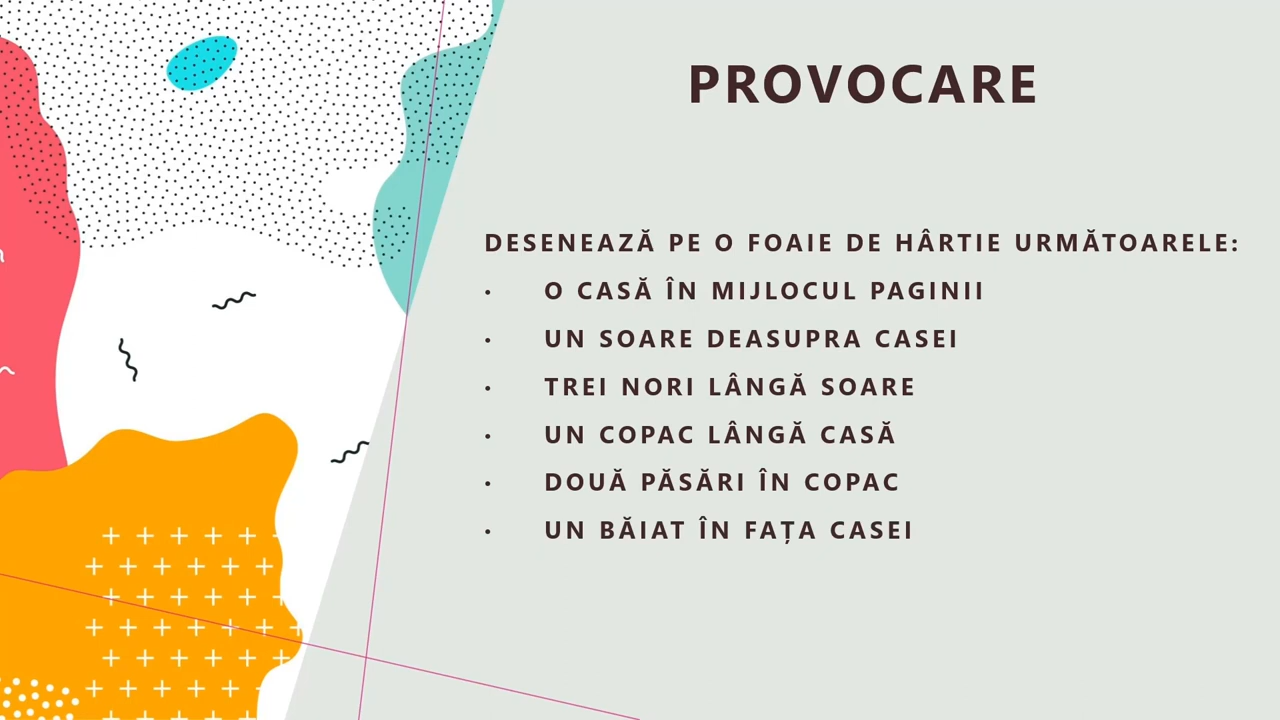 PROVOCARE
DESENEAZĂ PE O FOAIE DE HÂRTIE URMĂTOARELE:
• O CASĂ ÎN MIJLOCUL PAGINII
• UN SOARE DEASUPRA CASEI
• TREI NORI LÂNGĂ SOARE
• UN COPAC LÂNGĂ CASĂ
• DOUĂ PĂSĂRI ÎN COPAC
• UN BĂIAT ÎN FAȚA CASEI